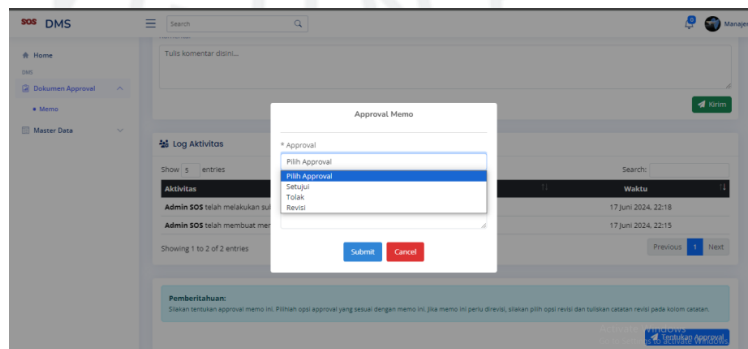 SOS DMS
Search
Manajer
Home
DMS
Dokumen Approval
Memo
Master Data
Tulis komentar disini...
Kirim
Approval Memo
* Approval
Pilih Approval
Pilih Approval
Setujui
Tolak
Revisi
Submit
Cancel
Log Aktivitas
Show 5 entries
Search:
Aktivitas
Waktu
Admin SOS telah melakukan su
17 Juni 2024, 22:18
Admin SOS telah membuat mer
17 Juni 2024, 22:15
Showing 1 to 2 of 2 entries
Previous 1 Next
Pemberitahuan:
Silakan tentukan approval memo ini. Pilihlah opsi approval yang sesuai dengan memo ini. Jika memo ini perlu direvisi, silakan pilih opsi revisi dan tuliskan catatan revisi pada kolom catatan.
Tentukan Approval